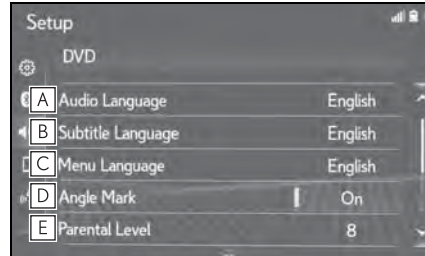 Setup
DVD
A Audio Language English
B Subtitle Language English
C Menu Language English
D Angle Mark On
E Parental Level 8